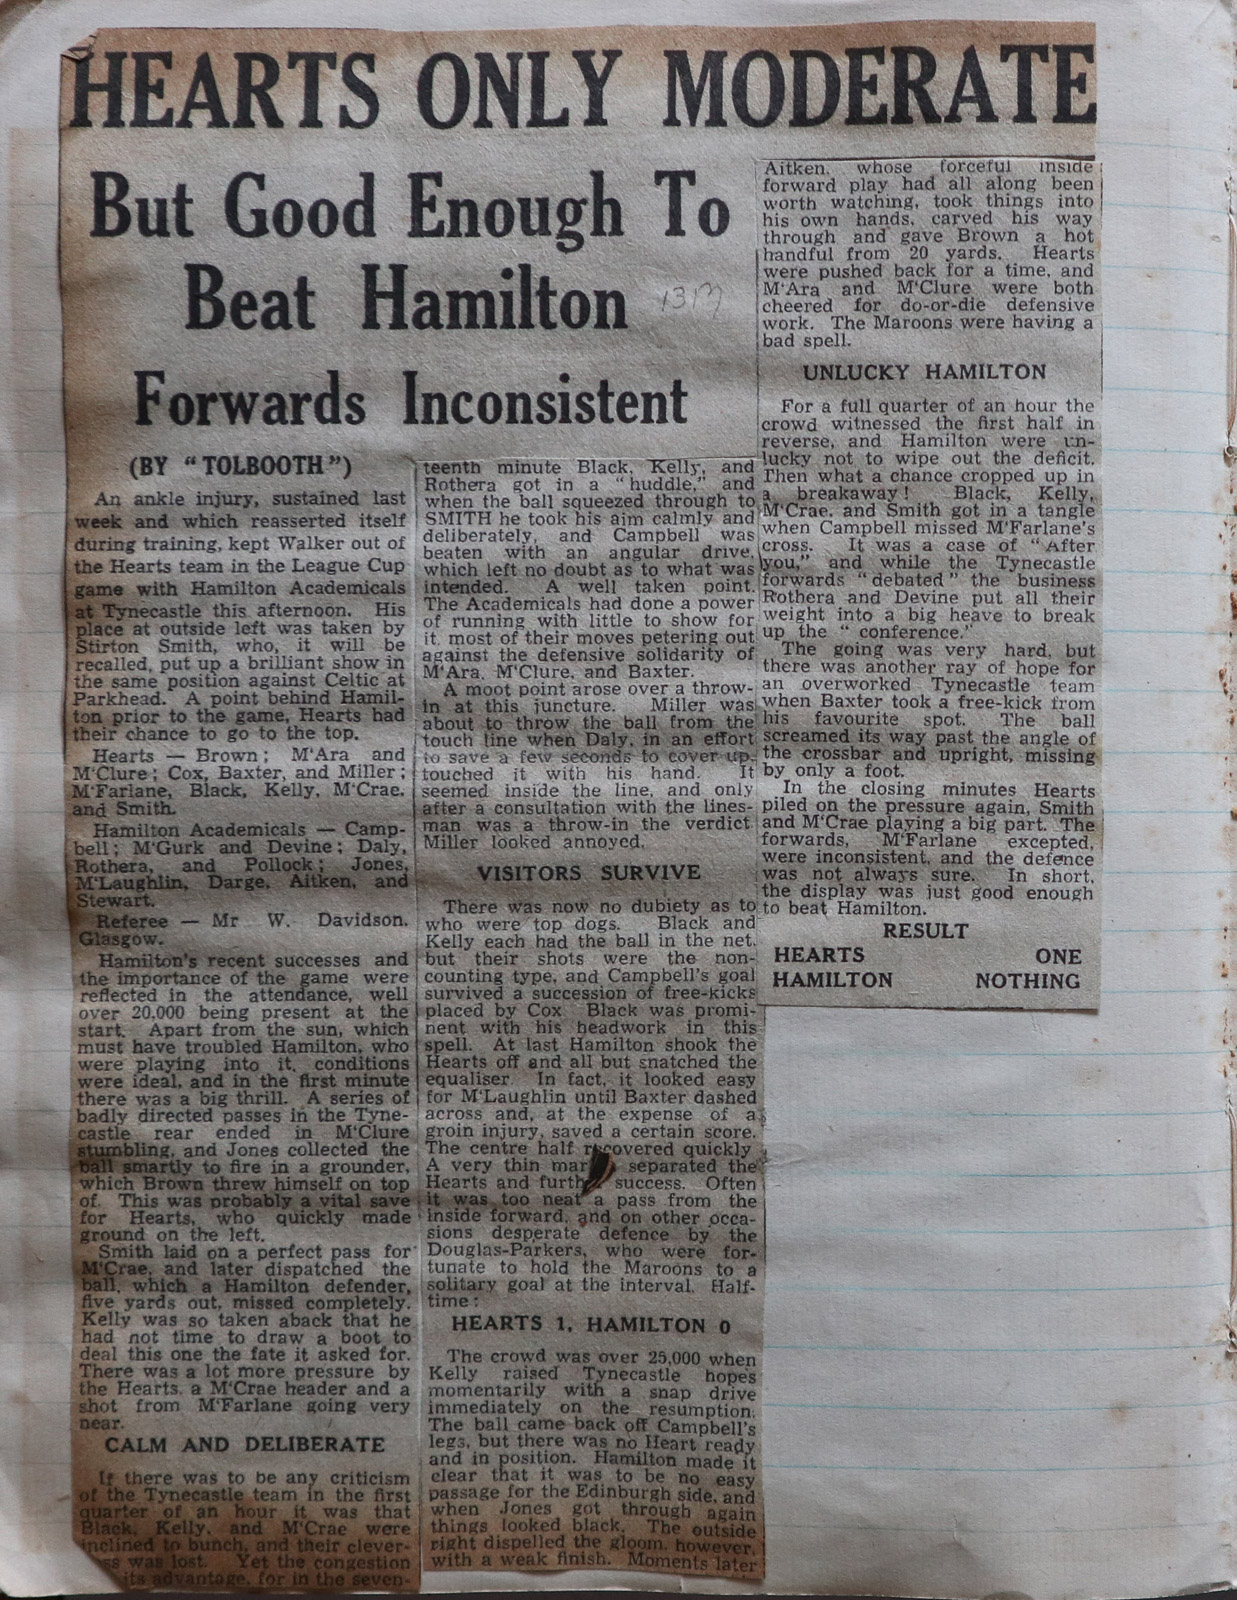 HEARTS ONLY MODERATE
But Good Enough To
Beat Hamilton
Forwards Inconsistent
(BY "TOLBOOTH")
An ankle injury, sustained last
week and which reasserted itself
during training, kept Walker out of
the Hearts team in the League Cup
game with Hamilton Academicals
at Tynecastle this afternoon. His
place at outside left was taken by
Stirton Smith, who, it will be
recalled, put up a brilliant show in
the same position against Celtic at
Parkhead. A point behind Hamil-
ton prior to the game, Hearts had
their chance to go to the top.
Hearts — Brown; M'Ara and
M'Clure; Cox, Baxter, and Miller;
M'Farlane, Black, Kelly, M'Crae,
and Smith.
Hamilton Academicals — Camp-
bell; M'Gurk and Devine; Daly,
Rothera, and Pollock; Jones,
M'Laughlin, Darge, Aitken, and
Stewart.
Referee — Mr W. Davidson,
Glasgow.
Hamilton's recent successes and
the importance of the game were
reflected in the attendance, well
over 20,000 being present at the
start. Apart from the sun, which
must have troubled Hamilton, who
were playing into it, conditions
were ideal, and in the first minute
there was a big thrill. A series of
badly directed passes in the Tyne-
castle rear ended in M'Clure
stumbling, and Jones collected the
ball smartly to fire in a grounder,
which Brown threw himself on top
of. This was probably a vital save
for Hearts, who quickly made
ground on the left.
Smith laid on a perfect pass for
M'Crae, and later dispatched the
ball, which a Hamilton defender,
five yards out, missed completely.
Kelly was so taken aback that he
had not time to draw a boot to
deal this one the fate it asked for.
There was a lot more pressure by
the Hearts, a M'Crae header and a
shot from M'Farlane going very
near.
CALM AND DELIBERATE
If there was to be any criticism
of the Tynecastle team in the first
quarter of an hour it was that
Black, Kelly, and M'Crae were
inclined to bunch, and their clever-
ss was lost. Yet the congestion
its advantage, for in the seven-
teenth minute Black, Kelly, and
Rothera got in a "huddle," and
when the ball squeezed through to
SMITH he took his aim calmly and
deliberately, and Campbell was
beaten with an angular drive,
which left no doubt as to what was
intended. A well taken point.
The Academicals had done a power
of running with little to show for
it, most of their moves petering out
against the defensive solidarity of
M'Ara, M'Clure, and Baxter.
A moot point arose over a throw-
in at this juncture. Miller was
about to throw the ball from the
touch line when Daly, in an effort
to save a few seconds to cover up,
touched it with his hand. It
seemed inside the line, and only
after a consultation with the lines-
man was a throw-in the verdict.
Miller looked annoyed.
VISITORS SURVIVE
There was now no dubiety as to
who were top dogs. Black and
Kelly each had the ball in the net,
but their shots were the non-
counting type, and Campbell's goal
survived a succession of free-kicks
placed by Cox. Black was promi-
nent with his headwork in this
spell. At last Hamilton shook the
Hearts off and all but snatched the
equaliser. In fact, it looked easy
for M'Laughlin until Baxter dashed
across and, at the expense of a
groin injury, saved a certain score.
The centre half recovered quickly
A very thin mar separated the
Hearts and furth success. Often
it was too neat a pass from the
inside forward, and on other occa-
sions desperate defence by the
Douglas-Parkers, who were for-
tunate to hold the Maroons to a
solitary goal at the interval. Half-
time:
HEARTS 1, HAMILTON 0
The crowd was over 25,000 when
Kelly raised Tynecastle hopes
momentarily with a snap drive
immediately on the resumption.
The ball came back off Campbell's
legs, but there was no Heart ready
and in position. Hamilton made it
clear that it was to be no easy
passage for the Edinburgh side, and
when Jones got through again
things looked black. The outside
right dispelled the gloom, however,
with a weak finish. Moments later
Aitken, whose forceful inside
forward play had all along been
worth watching, took things into
his own hands, carved his way
through and gave Brown a hot
handful from 20 yards. Hearts
were pushed back for a time, and
M'Ara and M'Clure were both
cheered for do-or-die defensive
work. The Maroons were having a
bad spell.
UNLUCKY HAMILTON
For a full quarter of an hour the
crowd witnessed the first half in
reverse, and Hamilton were un-
lucky not to wipe out the deficit.
Then what a chance cropped up in
a breakaway! Black, Kelly,
M'Crae, and Smith got in a tangle
when Campbell missed M'Farlane's
cross. It was a case of "After
you," and while the Tynecastle
forwards "debated" the business
Rothera and Devine put all their
weight into a big heave to break
up the "conference."
The going was very hard, but
there was another ray of hope for
an overworked Tynecastle team
when Baxter took a free-kick from
his favourite spot. The ball
screamed its way past the angle of
the crossbar and upright, missing
by only a foot.
In the closing minutes Hearts
piled on the pressure again, Smith
and M'Crae playing a big part. The
forwards, M'Farlane excepted,
were inconsistent, and the defence
was not always sure. In short,
the display was just good enough
to beat Hamilton.
RESULT
HEARTS ONE
HAMILTON NOTHING